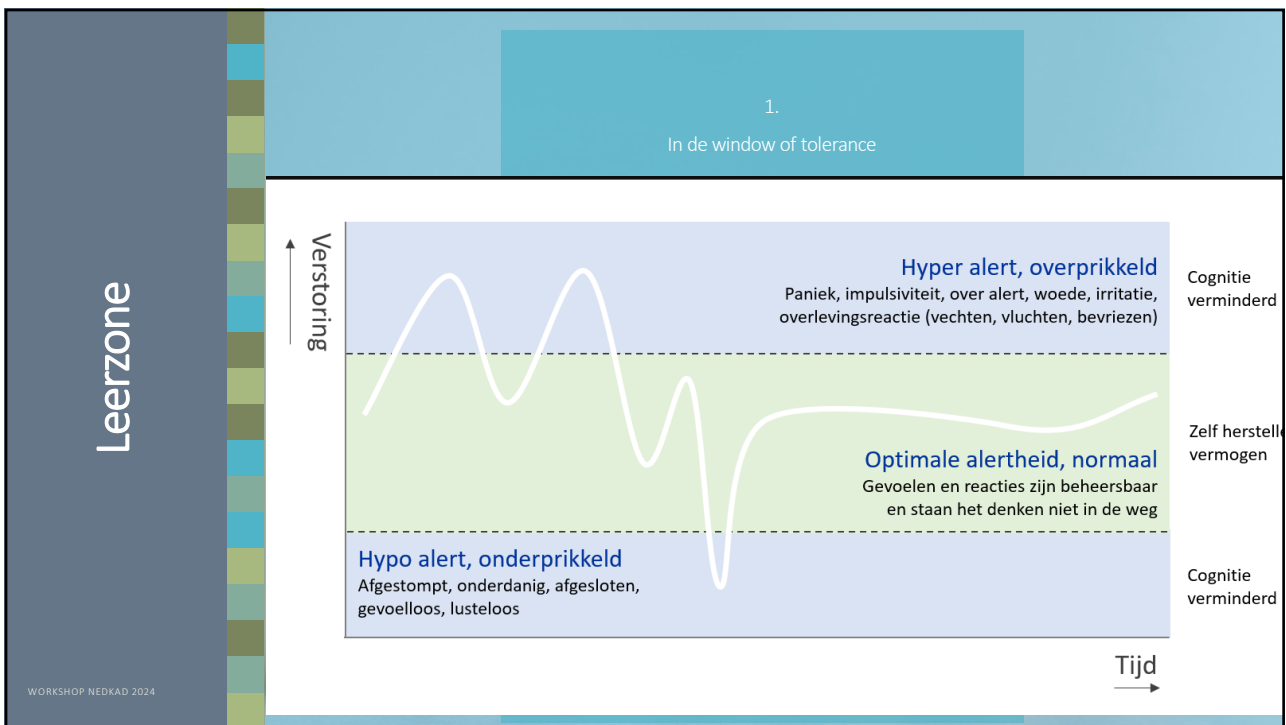 Leerzone
WORKSHOP NEDKAD 2024
1.
In de window of tolerance
Verstoring
Hyper alert, overprikkeld
Paniek, impulsiviteit, over alert, woede, irritatie,
overlevingsreactie (vechten, vluchten, bevriezen)
Cognitie
verminderd
Optimale alertheid, normaal
Gevoelen en reacties zijn beheersbaar
en staan het denken niet in de weg
Zelf herstelle
vermogen
Hypo alert, onderprikkeld
Afgestompt, onderdanig, afgesloten,
gevoelloos, lusteloos
Cognitie
verminderd
Tijd